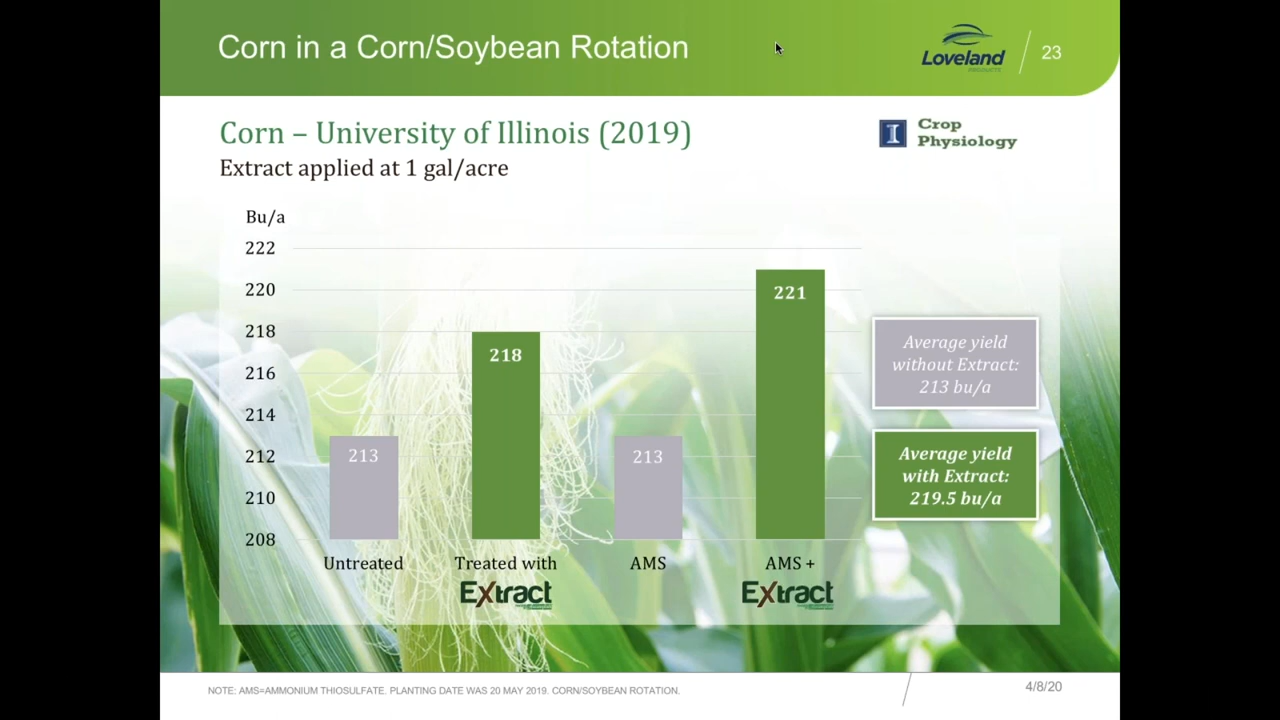 Corn in a Corn/Soybean Rotation
Loveland
PRODUCTS
23
Corn – University of Illinois (2019)
Extract applied at 1 gal/acre
I
Crop
Physiology
Bu/a
222
220
218
216
214
212
210
208
213
218
213
221
Untreated
Treated with
Extract
AMS
AMS +
Extract
Average yield
without Extract:
213 bu/a
Average yield
with Extract:
219.5 bu/a
NOTE: AMS=AMMONIUM THIOSULFATE. PLANTING DATE WAS 20 MAY 2019. CORN/SOYBEAN ROTATION.
4/8/20